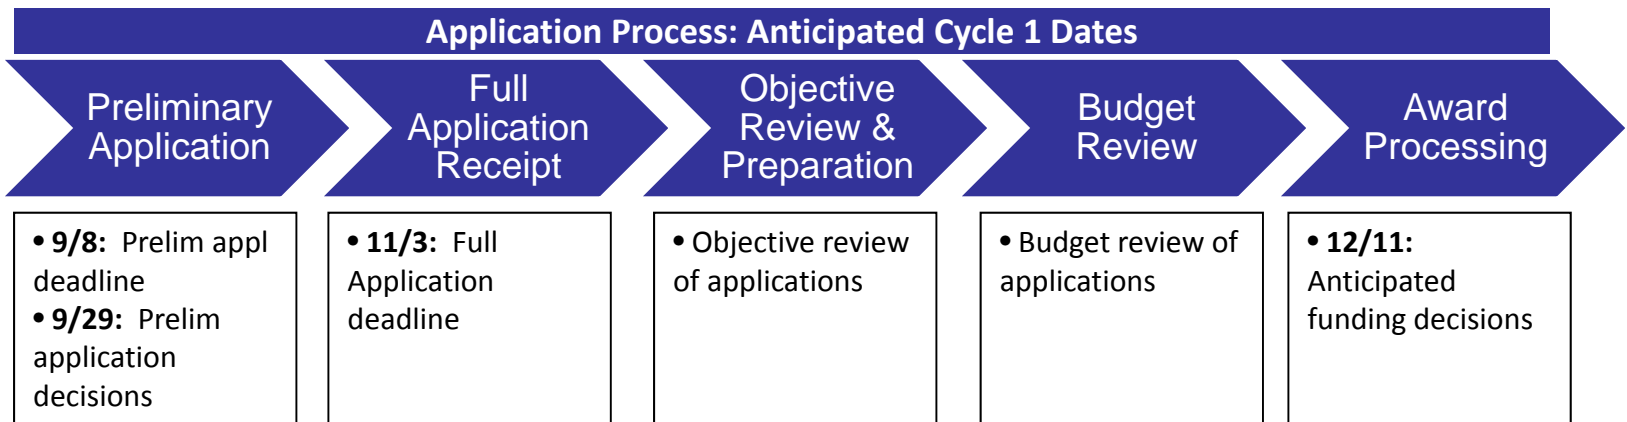 Application Process: Anticipated Cycle 1 Dates
Preliminary
Application
Full
Application
Receipt
Objective
Review &
Preparation
Budget
Review
Award
Processing
• 9/8: Prelim appl
deadline
• 9/29: Prelim
application
decisions
• 11/3: Full
Application
deadline
• Objective review
of applications
• Budget review of
applications
• 12/11:
Anticipated
funding decisions